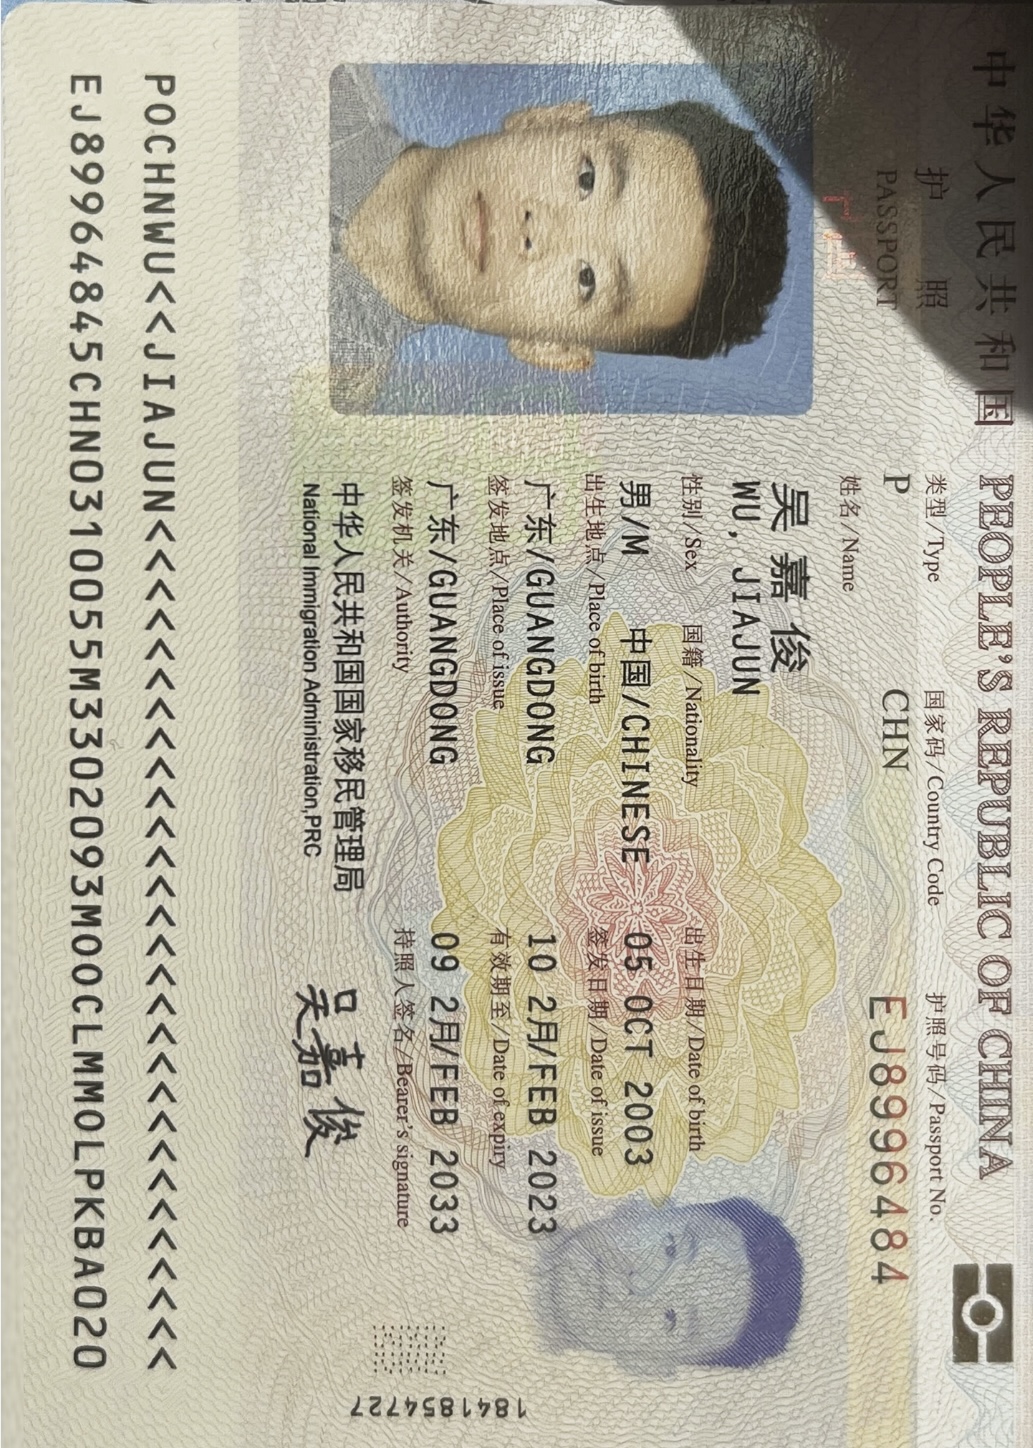 中华人民共和国 PEOPLE'S REPUBLIC OF CHINA
护照
PASSPORT
类型/Type 国家码/Country Code 护照号码/Passport No.
P CHN EJ8996484
姓名/Name
吴嘉俊
WU, JIAJUN
性别/Sex 国籍/Nationality 出生日期/Date of birth
男/M 中国/CHINESE 05 OCT 2003
出生地点/Place of birth 签发日期/Date of issue
广东/GUANGDONG 10 2月/FEB 2023
签发地点/Place of issue 有效期至/Date of expiry
广东/GUANGDONG 09 2月/FEB 2033
签发机关/Authority 持照人签名/Bearer's signature
中华人民共和国国家移民管理局
National Immigration Administration,PRC
吴嘉俊
1841854727
POCHNWU<<JIAJUN<<<<<<<<<<<<<<<<<<<<<<<<<<<<<
EJ89964845CHN0310055M3302093MOOCLMMOLPKBA020